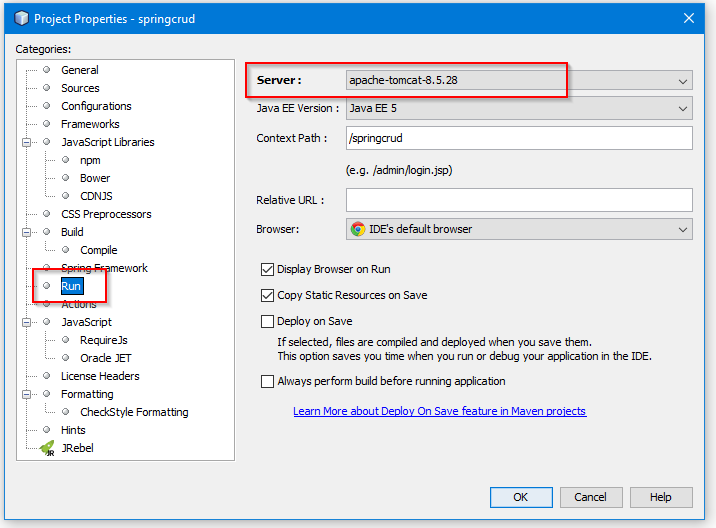 Project Properties - springcrud
Categories:
General
Sources
Configurations
Frameworks
JavaScript Libraries
npm
Bower
CDNJS
CSS Preprocessors
Build
Compile
Spring Framework
Run
Actions
JavaScript
RequireJs
Oracle JET
License Headers
Formatting
CheckStyle Formatting
Hints
JR
JRebel
Server : apache-tomcat-8.5.28
Java EE Version : Java EE 5
Context Path : /springcrud
(e.g. /admin/login.jsp)
Relative URL :
Browser: IDE's default browser
Display Browser on Run
Copy Static Resources on Save
Deploy on Save
If selected, files are compiled and deployed when you save them.
This option saves you time when you run or debug your application in the IDE.
Always perform build before running application
Learn More about Deploy On Save feature in Maven projects
OK Cancel Help